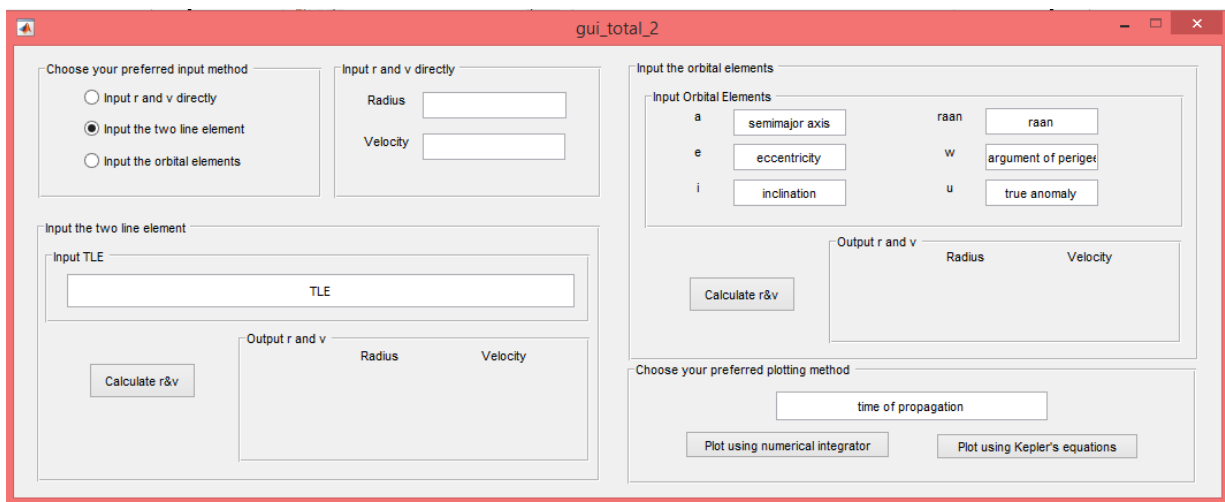 gui_total_2
Choose your preferred input method
Input r and v directly
Input the two line element
Input the orbital elements
Input r and v directly
Radius
Velocity
Input the two line element
Input TLE
TLE
Calculate r&v
Output r and v
Radius Velocity
Input the orbital elements
Input Orbital Elements
a semimajor axis raan raan
e eccentricity w argument of perigee
i inclination u true anomaly
Calculate r&v
Output r and v
Radius Velocity
Choose your preferred plotting method
time of propagation
Plot using numerical integrator Plot using Kepler's equations